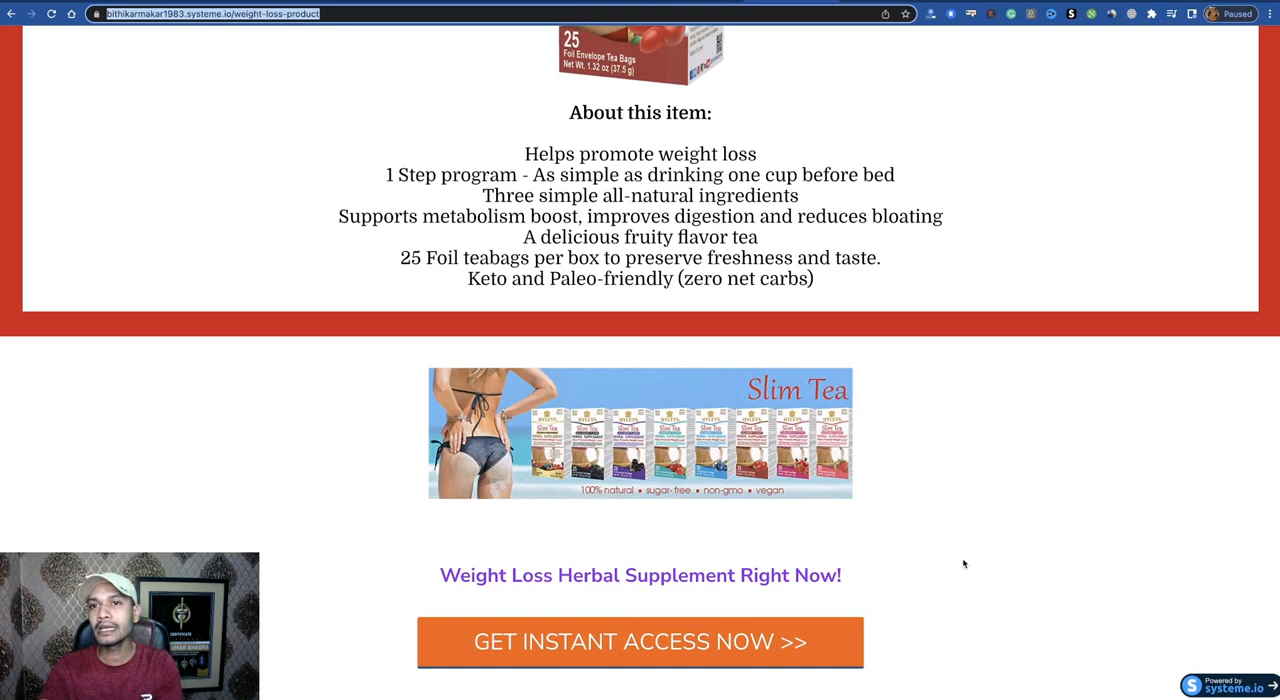 bithikarmakar1983.systeme.io/weight-loss-product
Paused
25
Foil Envelope Tea Bags
Net Wt. 1.32 oz (37.5 g)
About this item:
Helps promote weight loss
1 Step program - As simple as drinking one cup before bed
Three simple all-natural ingredients
Supports metabolism boost, improves digestion and reduces bloating
A delicious fruity flavor tea
25 Foil teabags per box to preserve freshness and taste.
Keto and Paleo-friendly (zero net carbs)
Slim Tea
100% natural • sugar-free • non-gmo • vegan
Weight Loss Herbal Supplement Right Now!
GET INSTANT ACCESS NOW >>
CERTIFICATE
Powered by
systeme.io